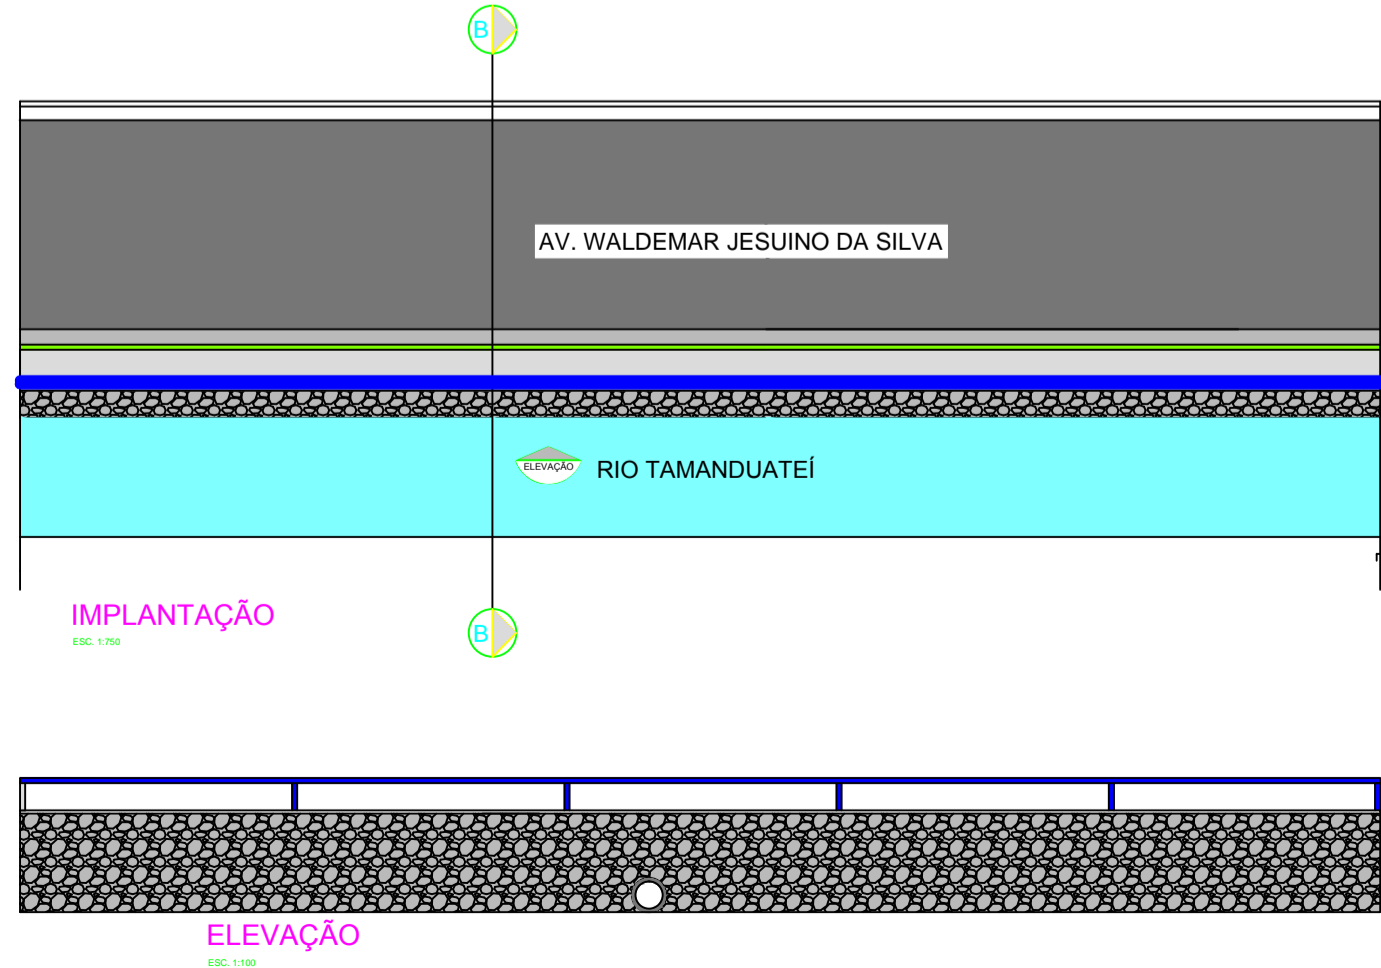 B
AV. WALDEMAR JESUINO DA SILVA
ELEVAÇÃO
RIO TAMANDUATEÍ
IMPLANTAÇÃO
ESC. 1:750
B
ELEVAÇÃO
ESC. 1:100